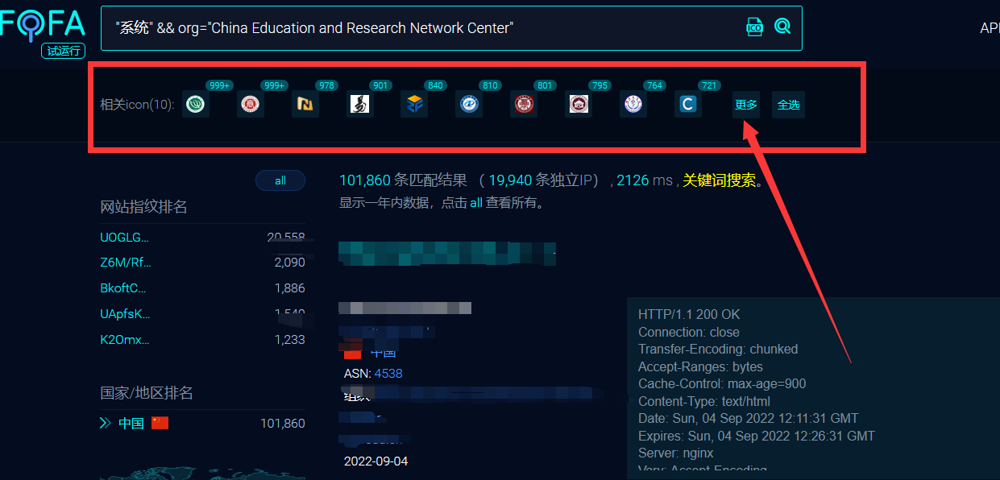 FOFA
试运行
"系统" && org="China Education and Research Network Center"
API
相关icon(10):
999+ 999+ 978 901 840 810 801 795 764 721
更多 全选
all
101,860 条匹配结果 （ 19,940 条独立IP） , 2126 ms , 关键词搜索。
显示一年内数据，点击 all 查看所有。
网站指纹排名
UOGLG... 20,558
Z6M/Rf... 2,090
BkoftC... 1,886
UApfsK... 1,540
K2Omx... 1,233
国家/地区排名
中国 101,860
中国
ASN: 4538
组织
2022-09-04
HTTP/1.1 200 OK
Connection: close
Transfer-Encoding: chunked
Accept-Ranges: bytes
Cache-Control: max-age=900
Content-Type: text/html
Date: Sun, 04 Sep 2022 12:11:31 GMT
Expires: Sun, 04 Sep 2022 12:26:31 GMT
Server: nginx
Vary: Accept-Encoding